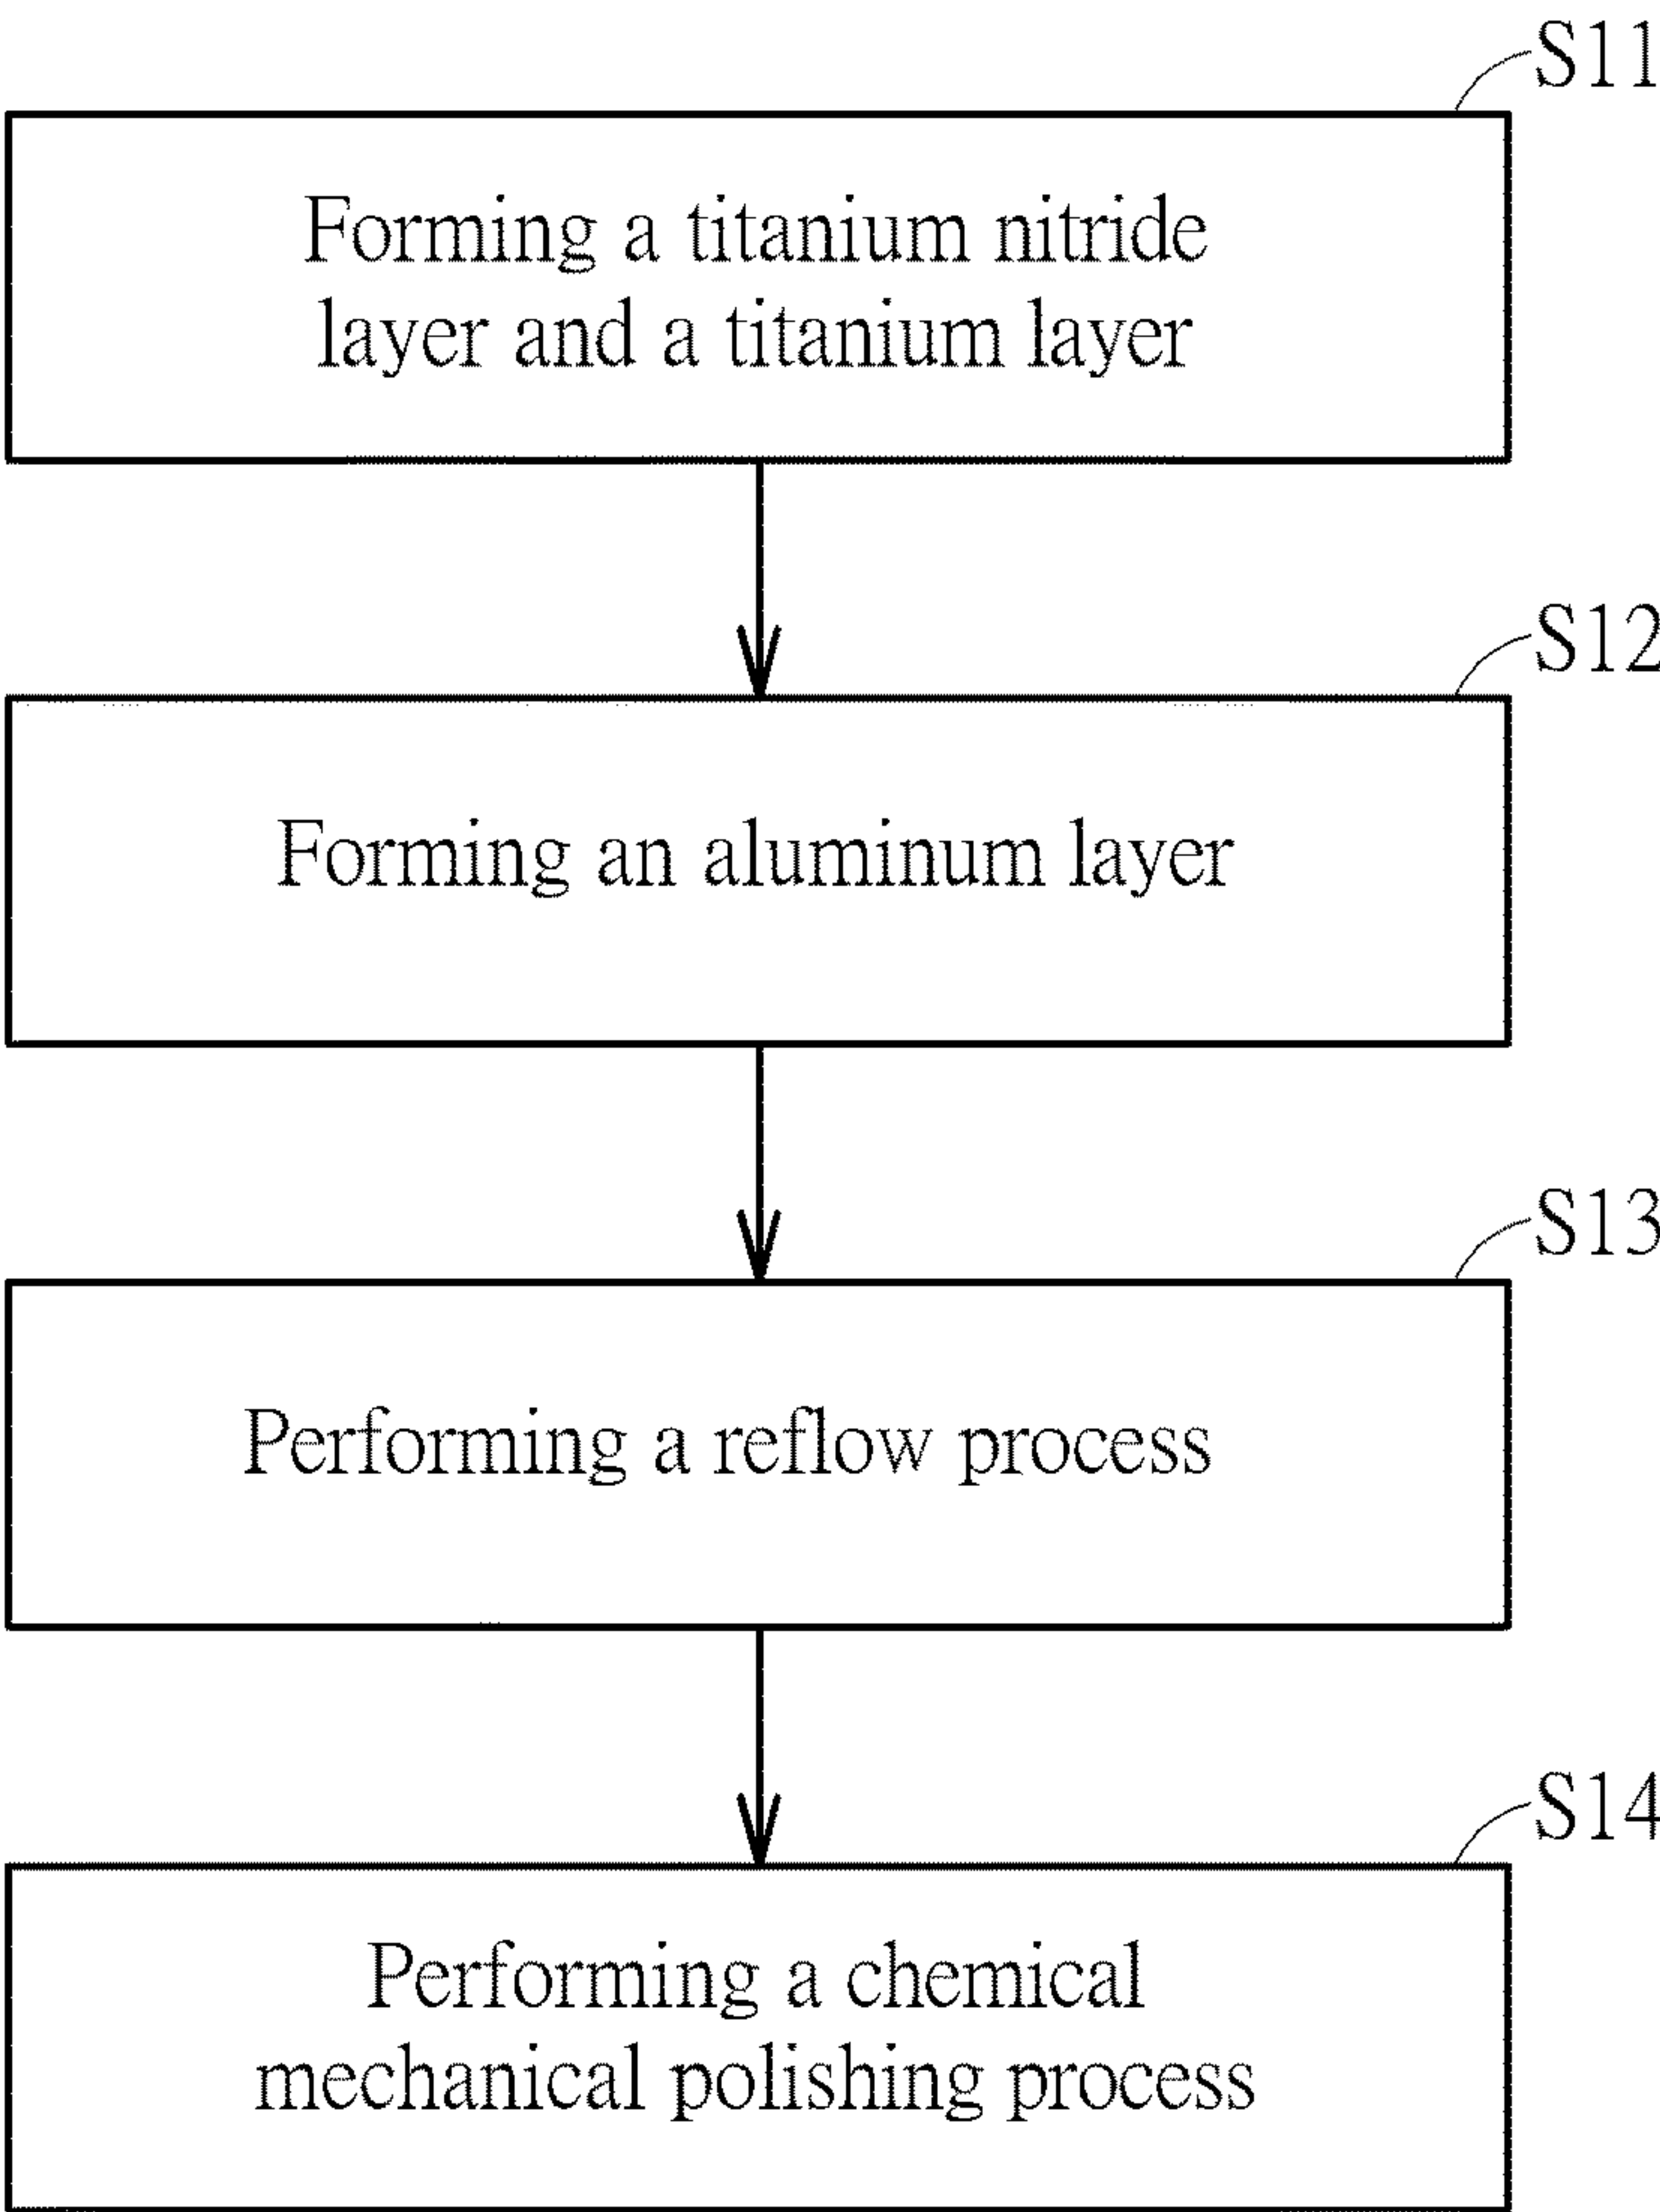 S11
Forming a titanium nitride
layer and a titanium layer
S12
Forming an aluminum layer
S13
Performing a reflow process
S14
Performing a chemical
mechanical polishing process